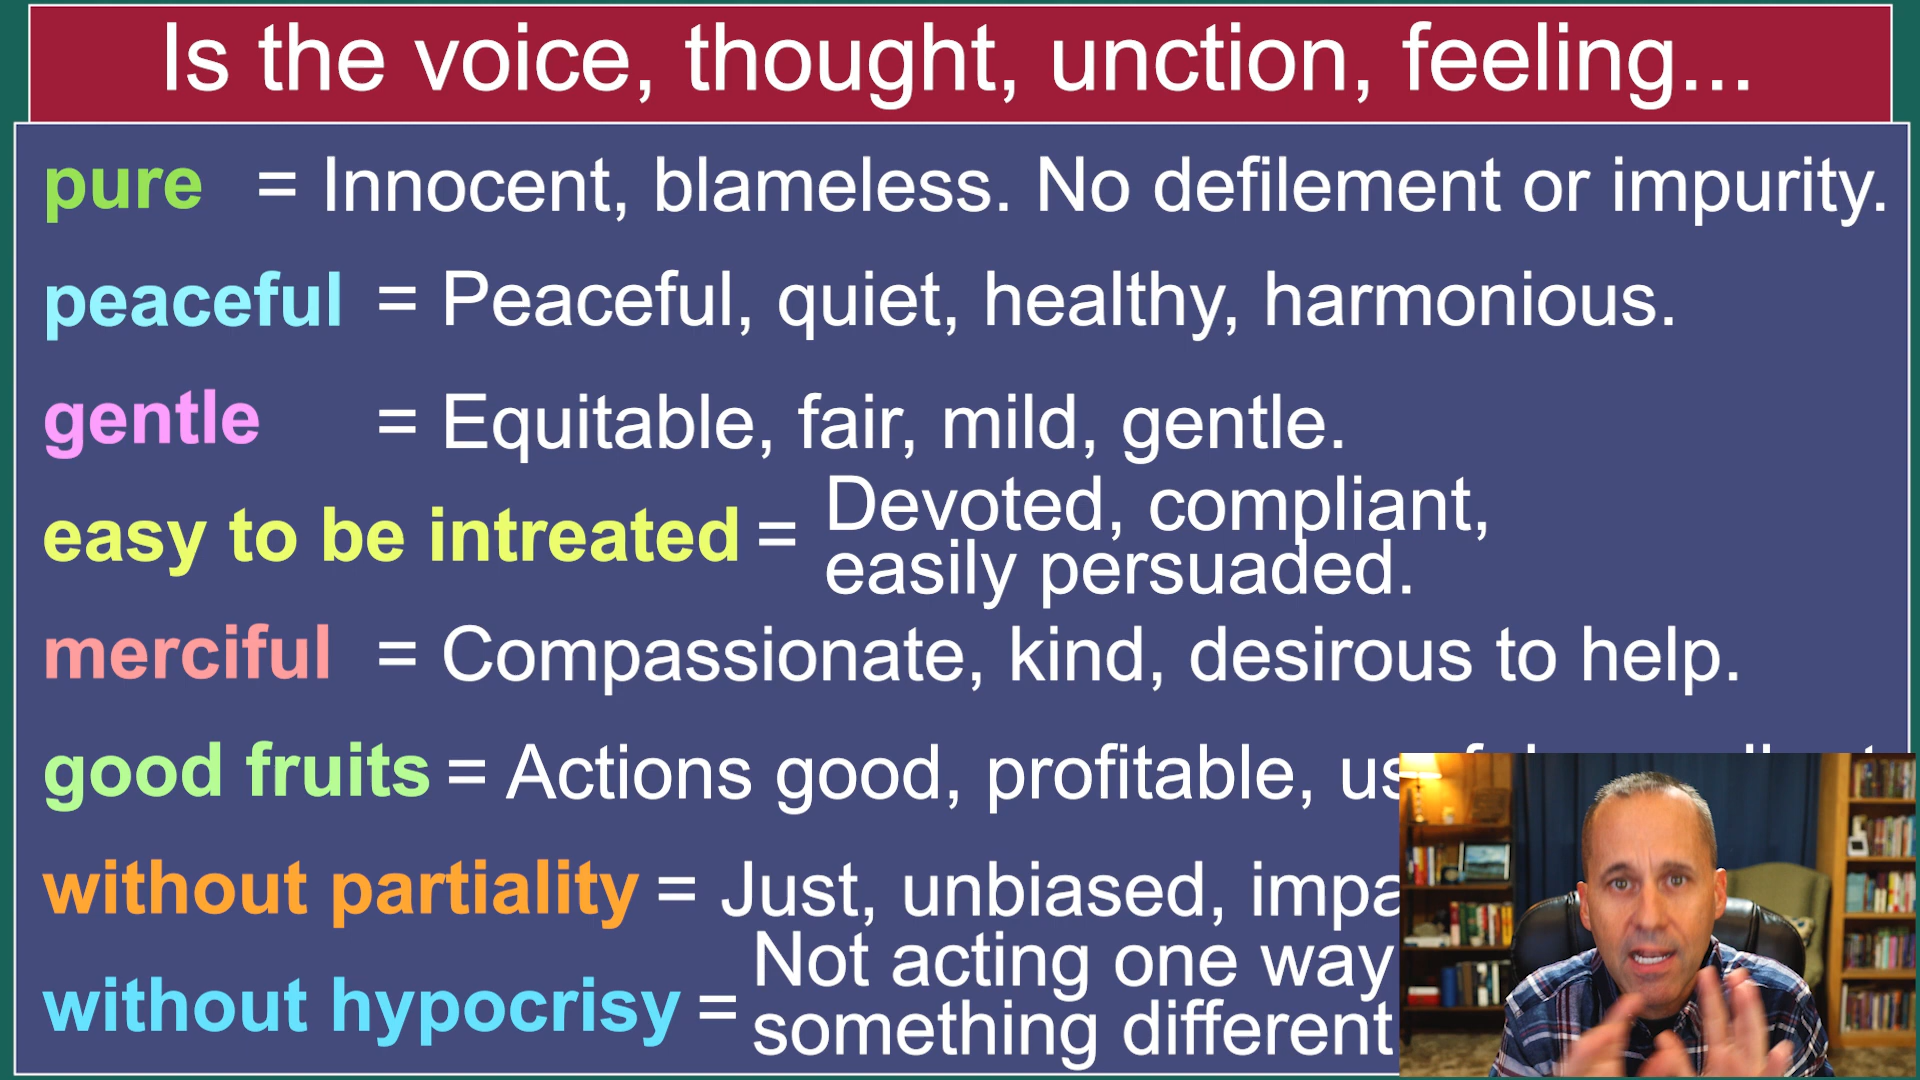 Is the voice, thought, unction, feeling...
pure = Innocent, blameless. No defilement or impurity.
peaceful = Peaceful, quiet, healthy, harmonious.
gentle = Equitable, fair, mild, gentle.
easy to be intreated = Devoted, compliant,
easily persuaded.
merciful = Compassionate, kind, desirous to help.
good fruits = Actions good, profitable,
without partiality = Just, unbiased,
without hypocrisy = Not acting one way
something different